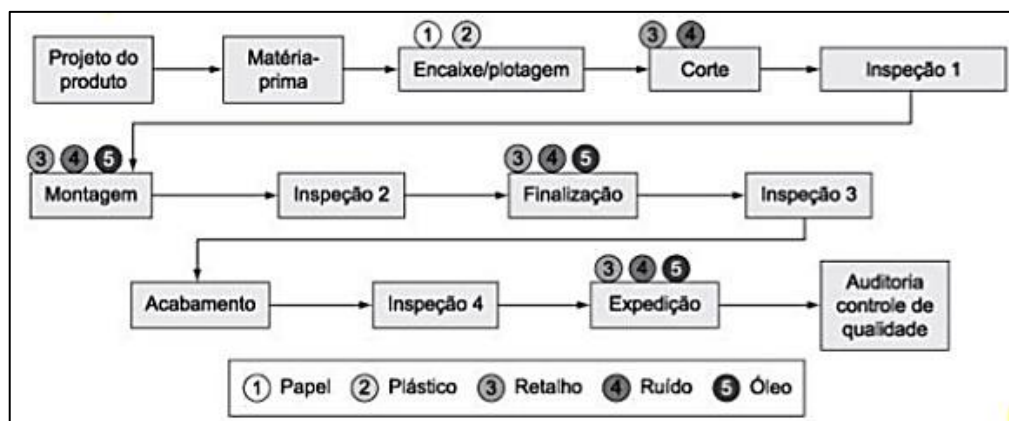 1 2
3 4
Projeto do
produto
Matéria-
prima
Encaixe/plotagem
Corte
Inspeção 1
3 4 5
3 4 5
Montagem
Inspeção 2
Finalização
Inspeção 3
3 4 5
Acabamento
Inspeção 4
Expedição
Auditoria
controle de
qualidade
1 Papel 2 Plástico 3 Retalho 4 Ruído 5 Óleo